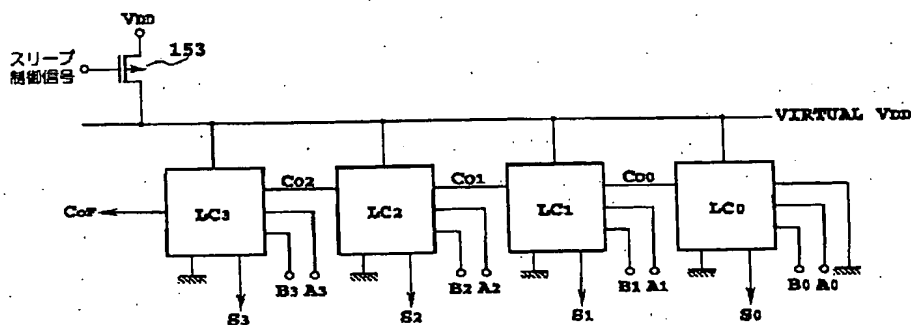 VDD
スリープ
制御信号
153
VIRTUAL VDD
LC3
CO2
LC2
CO1
LC1
CO0
LC0
COF
B3 A3
B2 A2
B1 A1
B0 A0
S3
S2
S1
S0